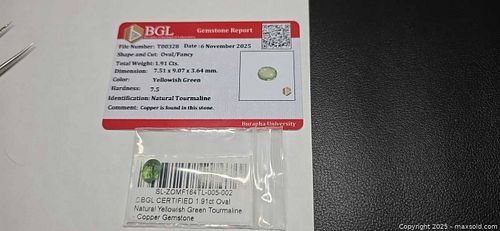 BGL
Gemstone Report
File Number: T00328 Date :6 November 2025
Shape and Cut: Oval/Fancy
Total Weight:1.91 Cts.
Dimension: 7.51 x 9.07 x 3.64 mm.
Color: Yellowish Green
Hardness: 7.5
Identification: Natural Tourmaline
Comment: Copper is found in this stone.
Burapha University
SL-ZOMF164TL-005-002
BGL CERTIFIED 1.91ct Oval
Natural Yellowish Green Tourmaline
- Copper Gemstone
Copyright © 2025 - maxsold.com